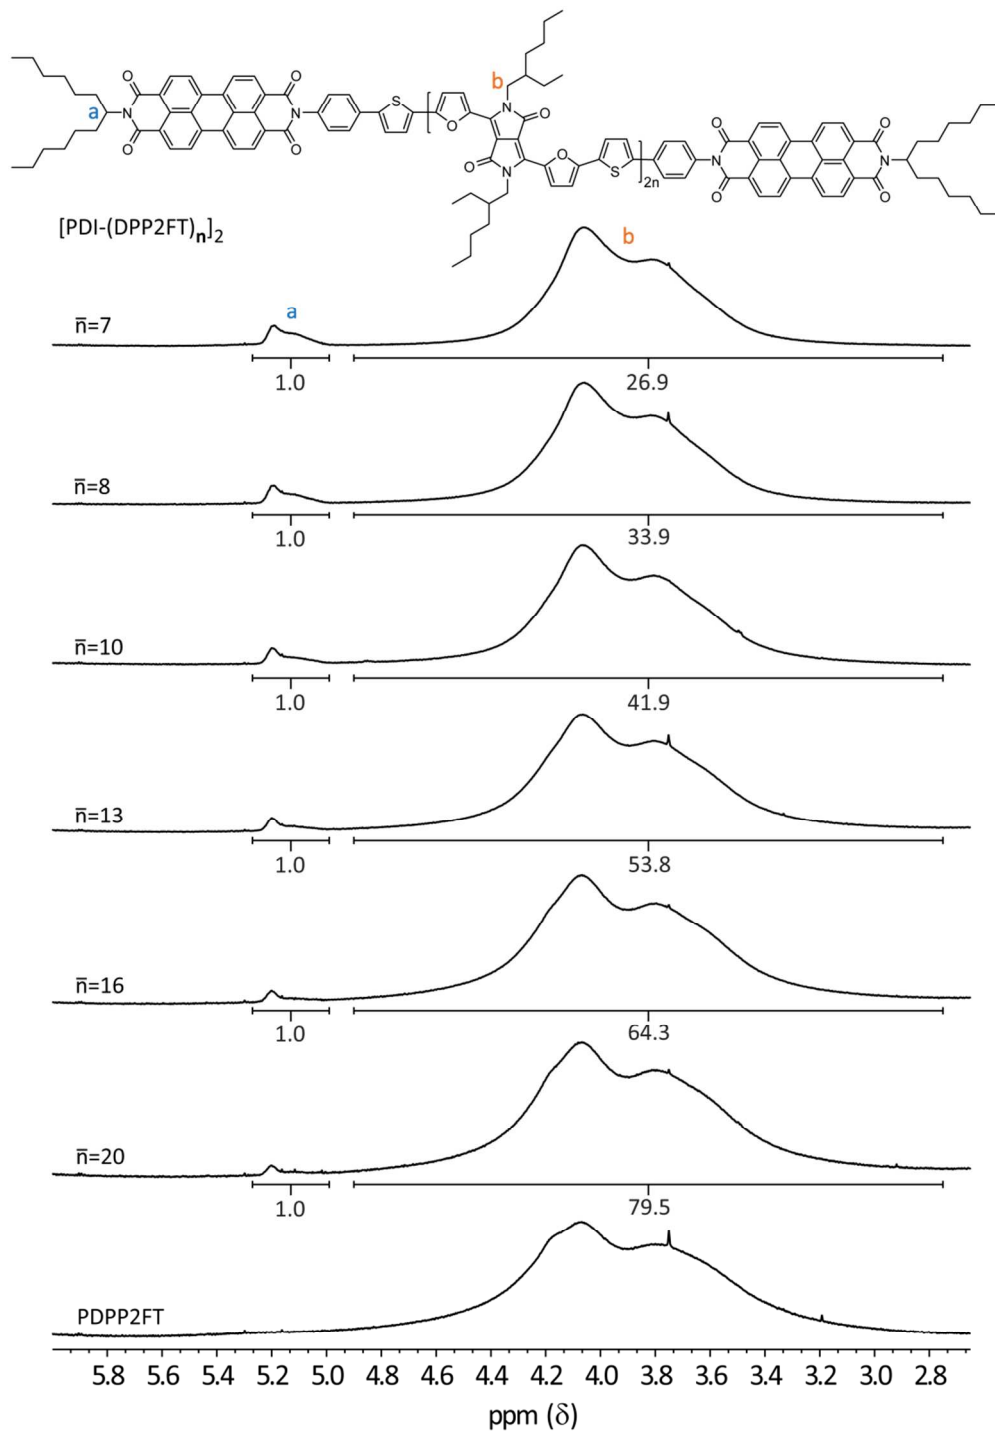 b
a
O O O O
N N
O O O O
S
O
N
O
O
N
O
S
2n
O O
N N
O O
[PDI-(DPP2FT)n]2
b
a
n̅=7
1.0 26.9
n̅=8
1.0 33.9
n̅=10
1.0 41.9
n̅=13
1.0 53.8
n̅=16
1.0 64.3
n̅=20
1.0 79.5
PDPP2FT
5.8 5.6 5.4 5.2 5.0 4.8 4.6 4.4 4.2 4.0 3.8 3.6 3.4 3.2 3.0 2.8
ppm (δ)